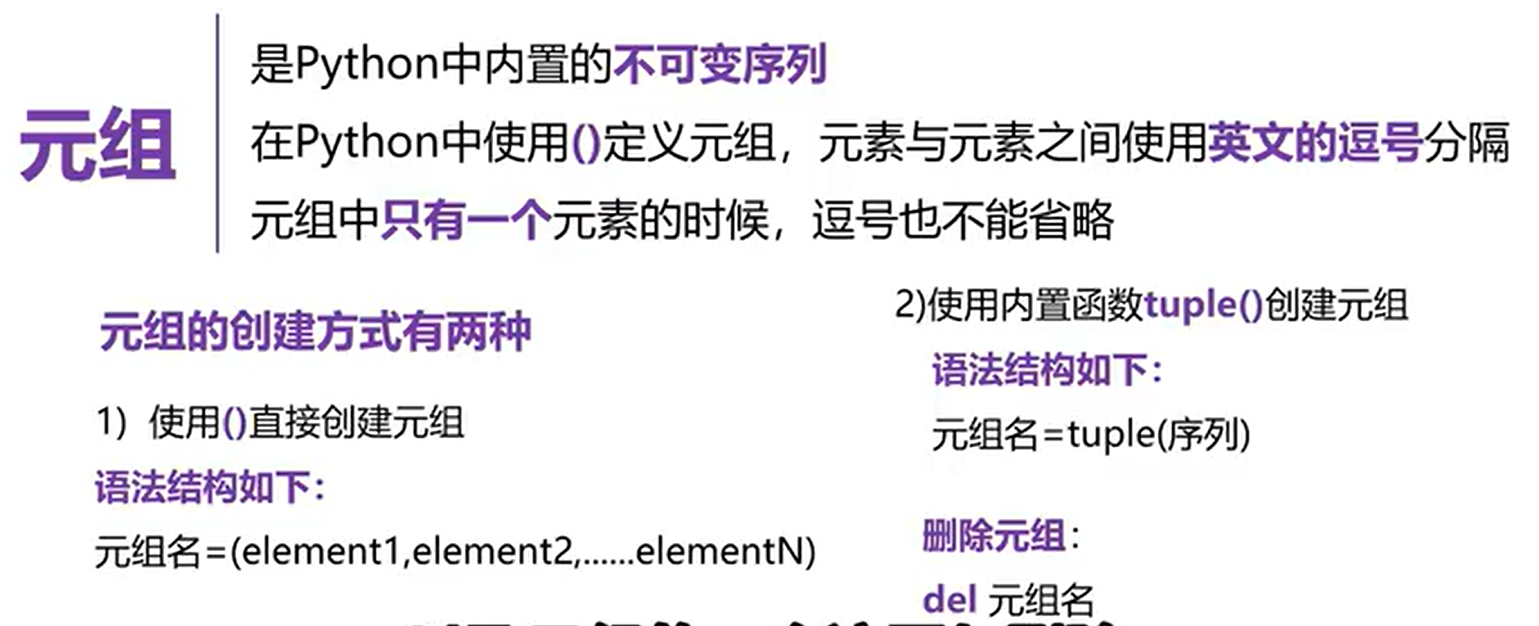 元组
是Python中内置的不可变序列
在Python中使用()定义元组，元素与元素之间使用英文的逗号分隔
元组中只有一个元素的时候，逗号也不能省略
元组的创建方式有两种
1）使用()直接创建元组
语法结构如下：
元组名=(element1,element2,......elementN)
2)使用内置函数tuple()创建元组
语法结构如下：
元组名=tuple(序列)
删除元组：
del 元组名